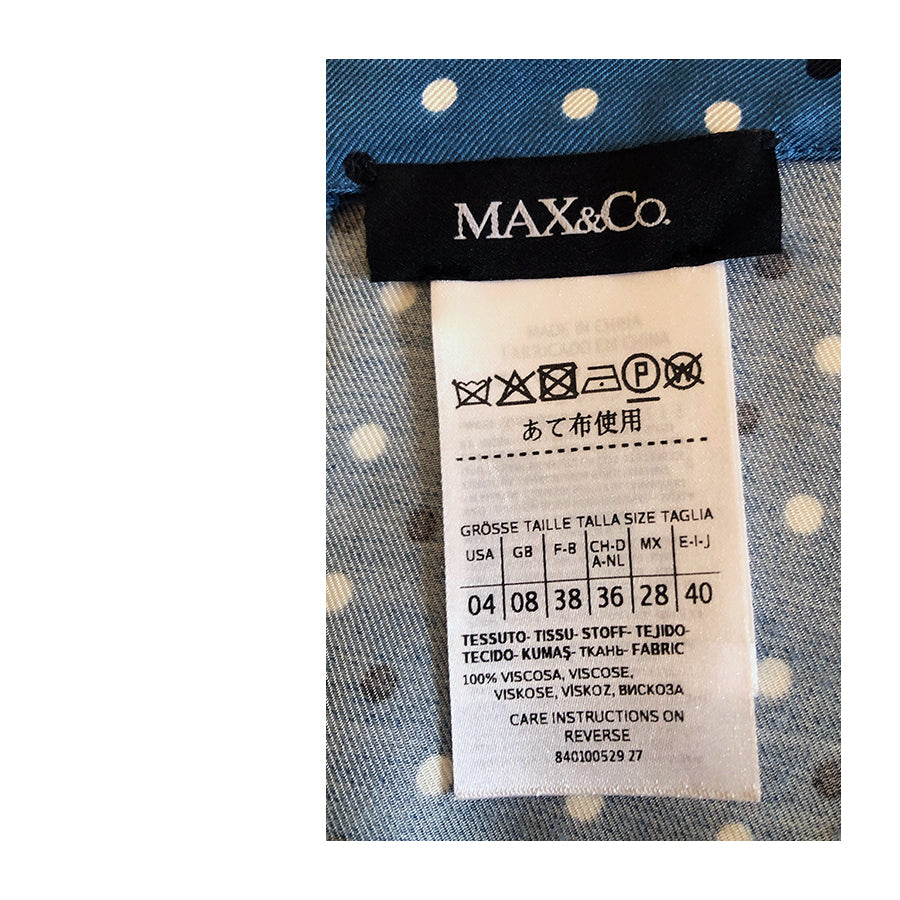 MAX&Co.
MADE IN CHINA
FABRICADO EM CHINA
P W
あて布使用
GRÖSSE TAILLE TALLA SIZE TAGLIA
USA GB F-B CH-D A-NL MX E-I-J
04 08 38 36 28 40
TESSUTO- TISSU- STOFF- TEJIDO-
TECIDO- KUMAŞ- ТКАНЬ- FABRIC
100% VISCOSA, VISCOSE,
VISKOSE, VİSKOZ, ВИСКОЗА
CARE INSTRUCTIONS ON
REVERSE
840100529 27